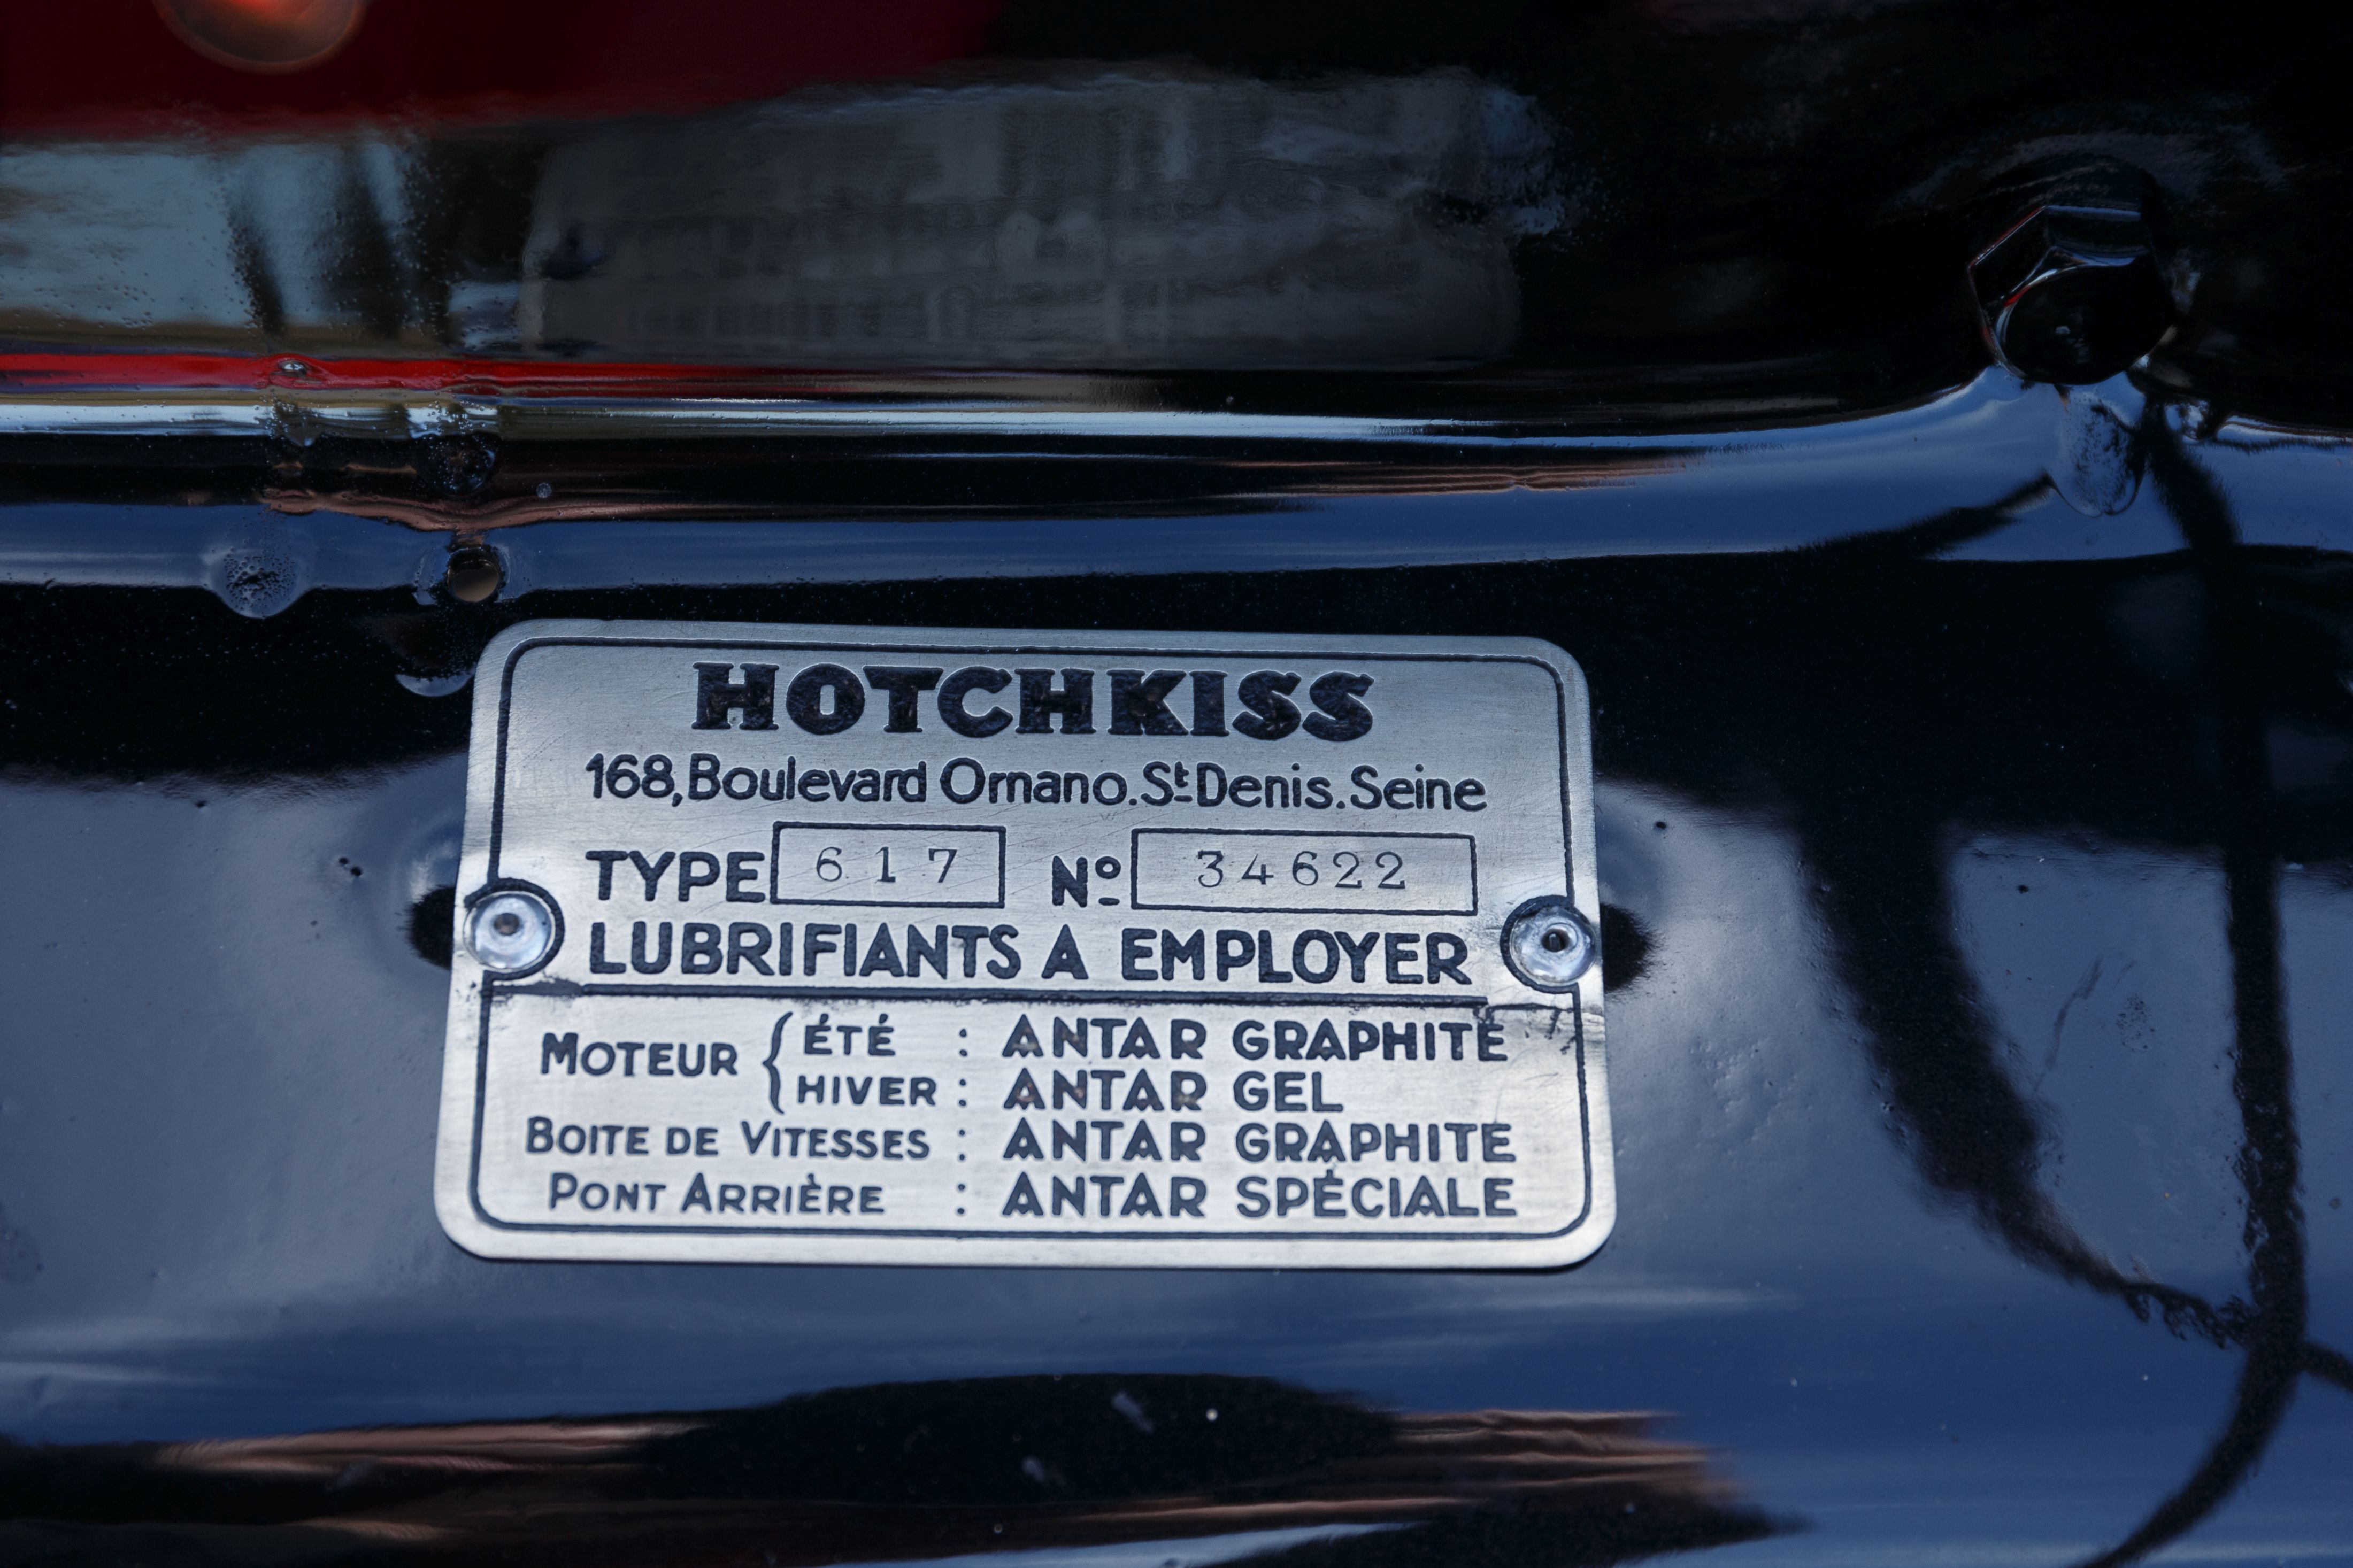 HOTCHKISS
168, Boulevard Ornano. St Denis. Seine
TYPE 617 No 34622
LUBRIFIANTS A EMPLOYER
MOTEUR { ÉTÉ : ANTAR GRAPHITE
HIVER : ANTAR GEL
BOITE DE VITESSES : ANTAR GRAPHITE
PONT ARRIÈRE : ANTAR SPÉCIALE